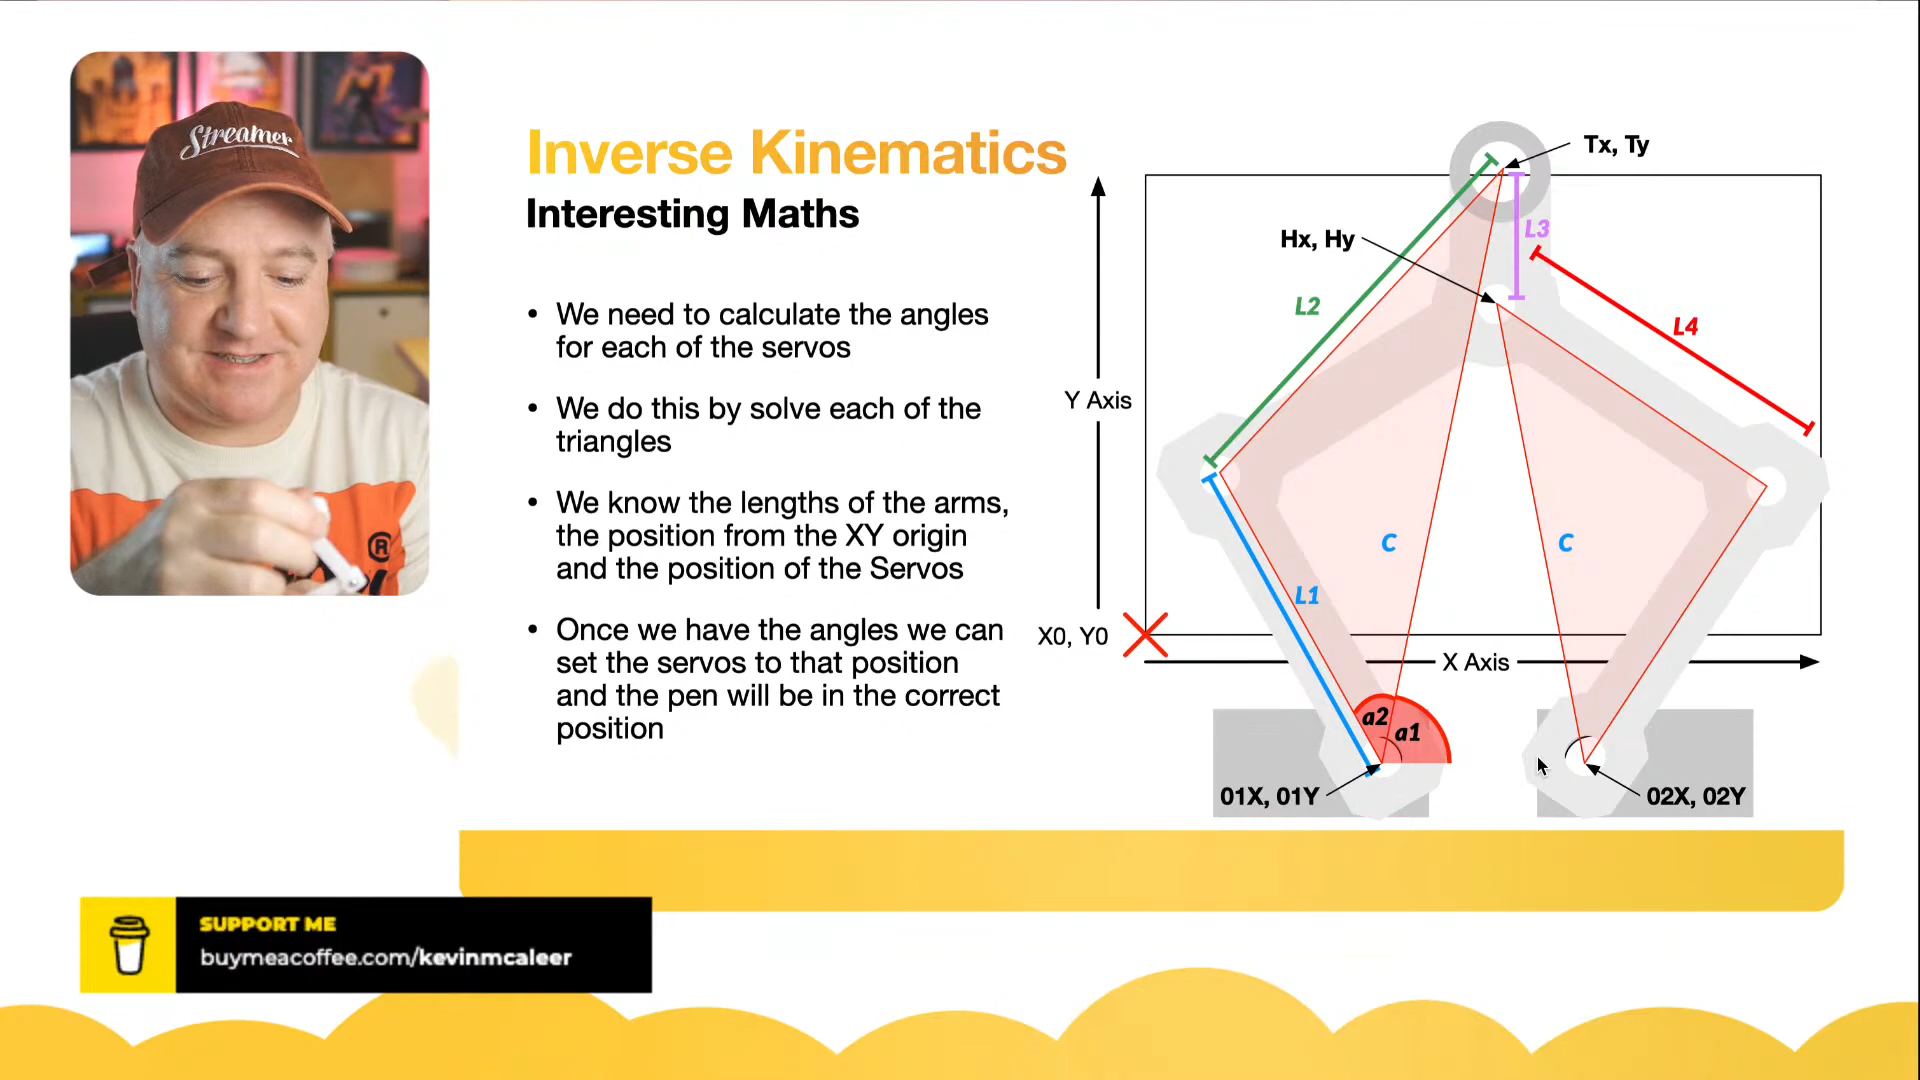 Streamer
®
Inverse Kinematics
Interesting Maths
• We need to calculate the angles
for each of the servos
• We do this by solve each of the
triangles
• We know the lengths of the arms,
the position from the XY origin
and the position of the Servos
• Once we have the angles we can
set the servos to that position
and the pen will be in the correct
position
Tx, Ty
Hx, Hy
L3
L2
L4
Y Axis
C
C
L1
X0, Y0
X Axis
a2
a1
01X, 01Y
02X, 02Y
SUPPORT ME
buymeacoffee.com/kevinmcaleer